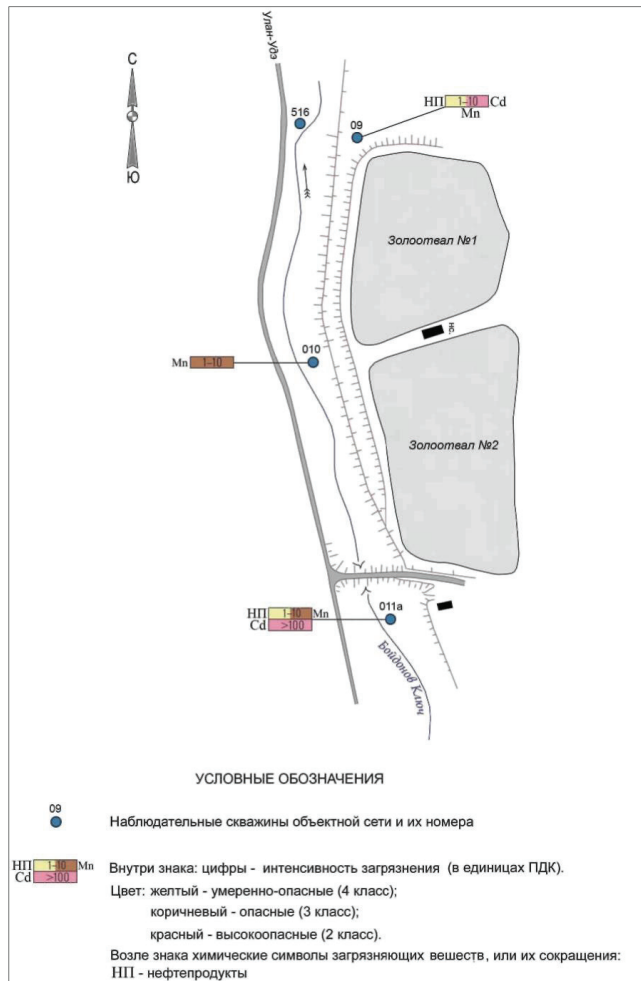 Улан-Удэ
С
Ю
516
09
НП 1-10 Cd
Mn
Золоотвал №1
НС.
010
Mn 1-10
Золоотвал №2
011а
НП 1-10 Mn
Cd >100
Бойдонов Ключ
УСЛОВНЫЕ ОБОЗНАЧЕНИЯ
09
Наблюдательные скважины объектной сети и их номера
НП 1-10 Mn
Cd >100
Внутри знака: цифры - интенсивность загрязнения (в единицах ПДК).
Цвет: желтый - умеренно-опасные (4 класс);
коричневый - опасные (3 класс);
красный - высокоопасные (2 класс).
Возле знака химические символы загрязняющих веществ, или их сокращения:
НП - нефтепродукты